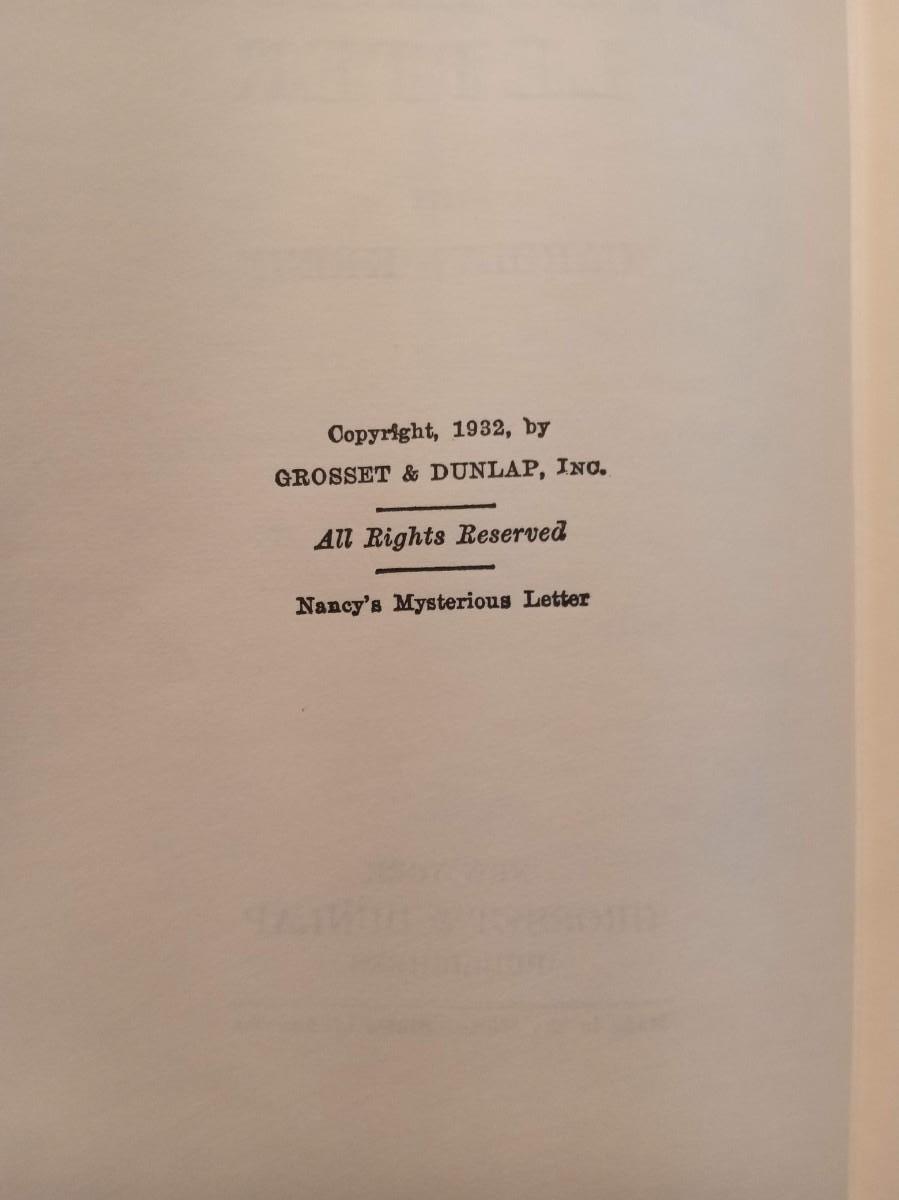 Copyright, 1932, by
GROSSET & DUNLAP, INC.
All Rights Reserved
Nancy's Mysterious Letter